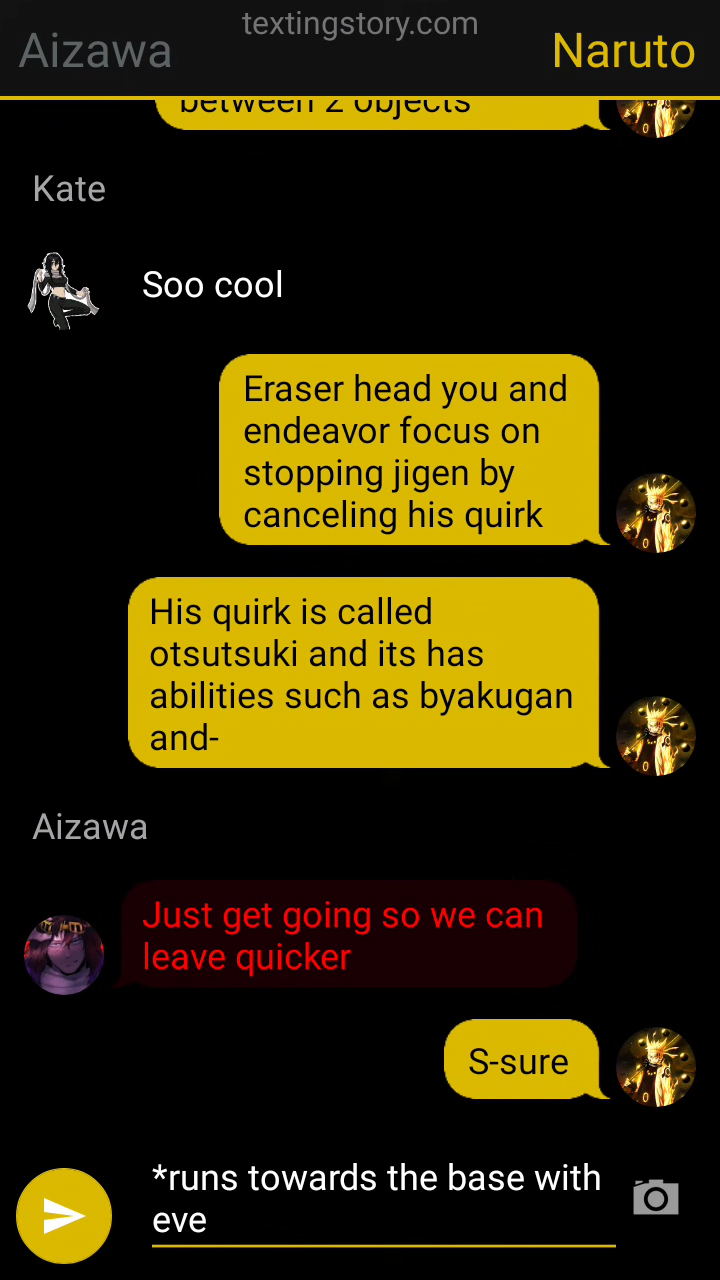 textingstory.com
Aizawa
Naruto
between 2 objects
Kate
Soo cool
Eraser head you and
endeavor focus on
stopping jigen by
canceling his quirk
His quirk is called
otsutsuki and its has
abilities such as byakugan
and-
Aizawa
Just get going so we can
leave quicker
S-sure
*runs towards the base with
eve